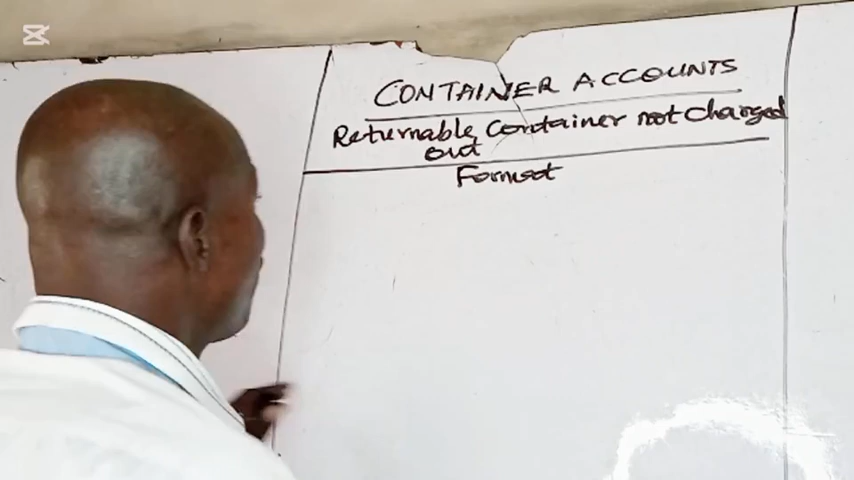 CONTAINER ACCOUNTS
Returnable Container not Charged
out
Format